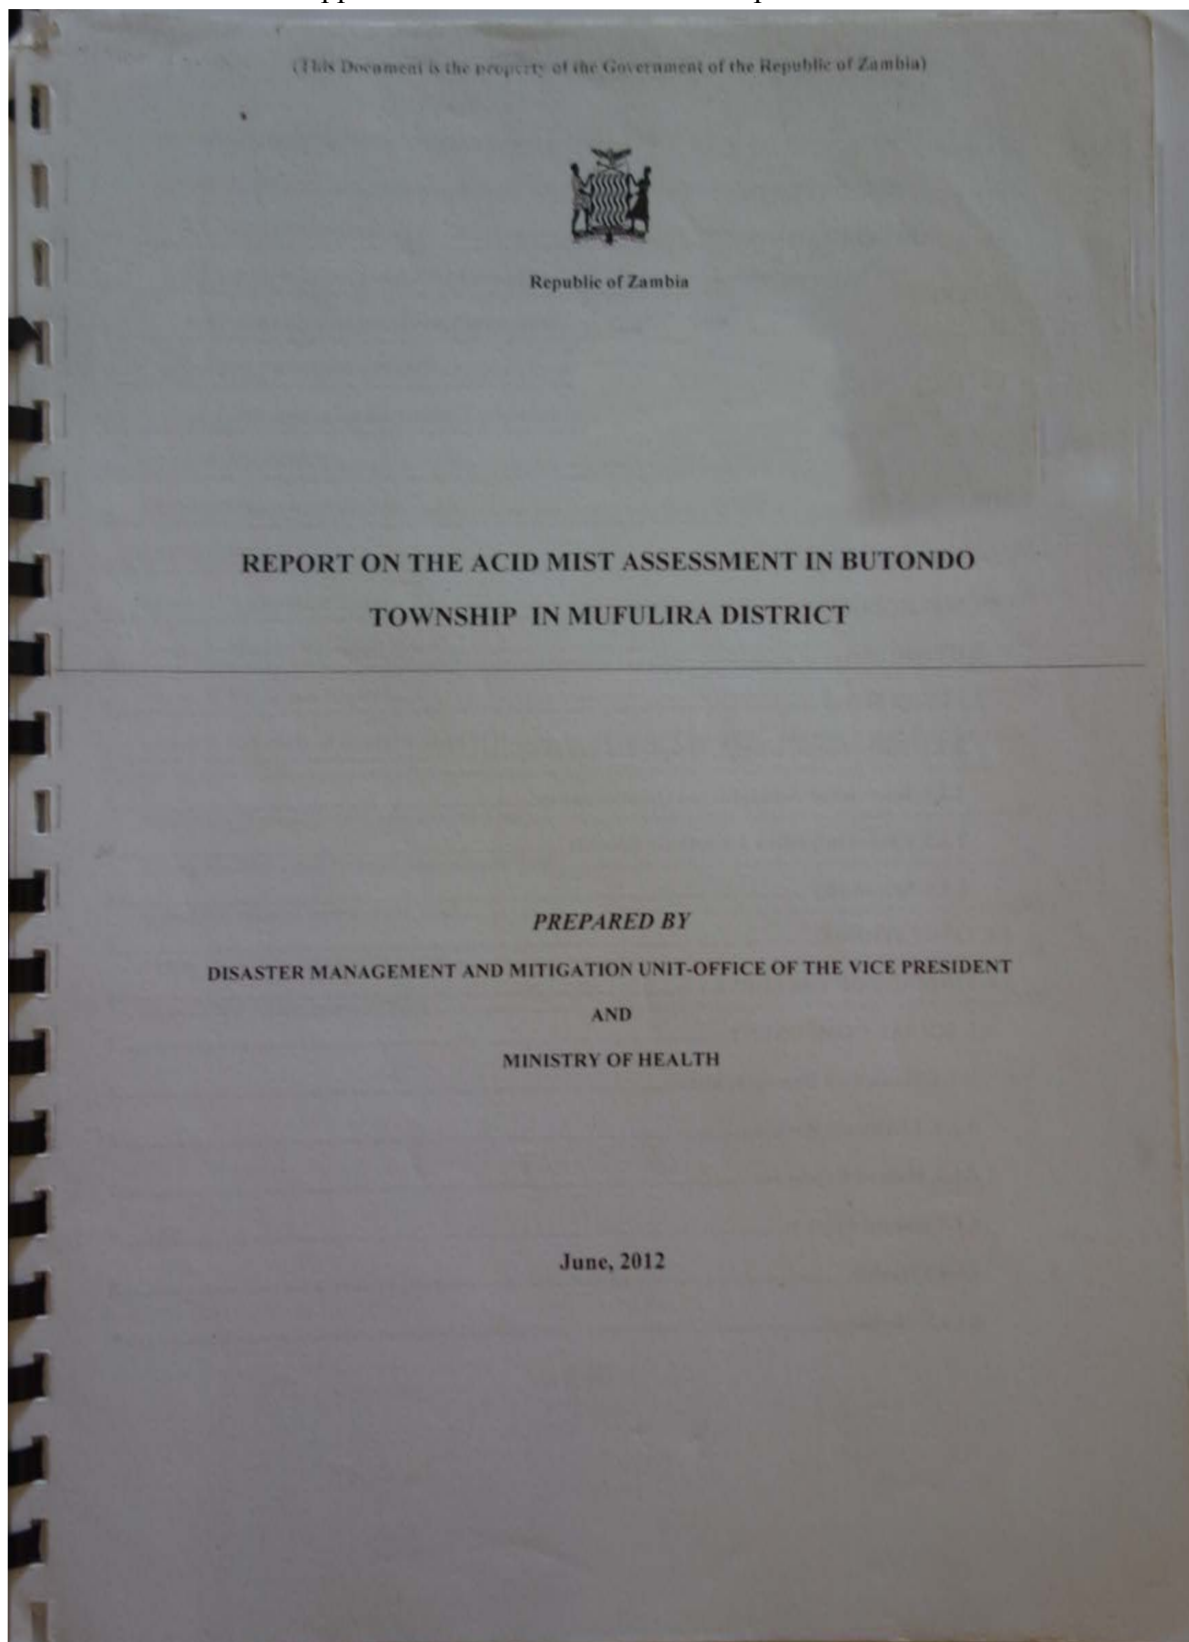 (This Document is the property of the Government of the Republic of Zambia)
Republic of Zambia
REPORT ON THE ACID MIST ASSESSMENT IN BUTONDO
TOWNSHIP IN MUFULIRA DISTRICT
PREPARED BY
DISASTER MANAGEMENT AND MITIGATION UNIT-OFFICE OF THE VICE PRESIDENT
AND
MINISTRY OF HEALTH
June, 2012